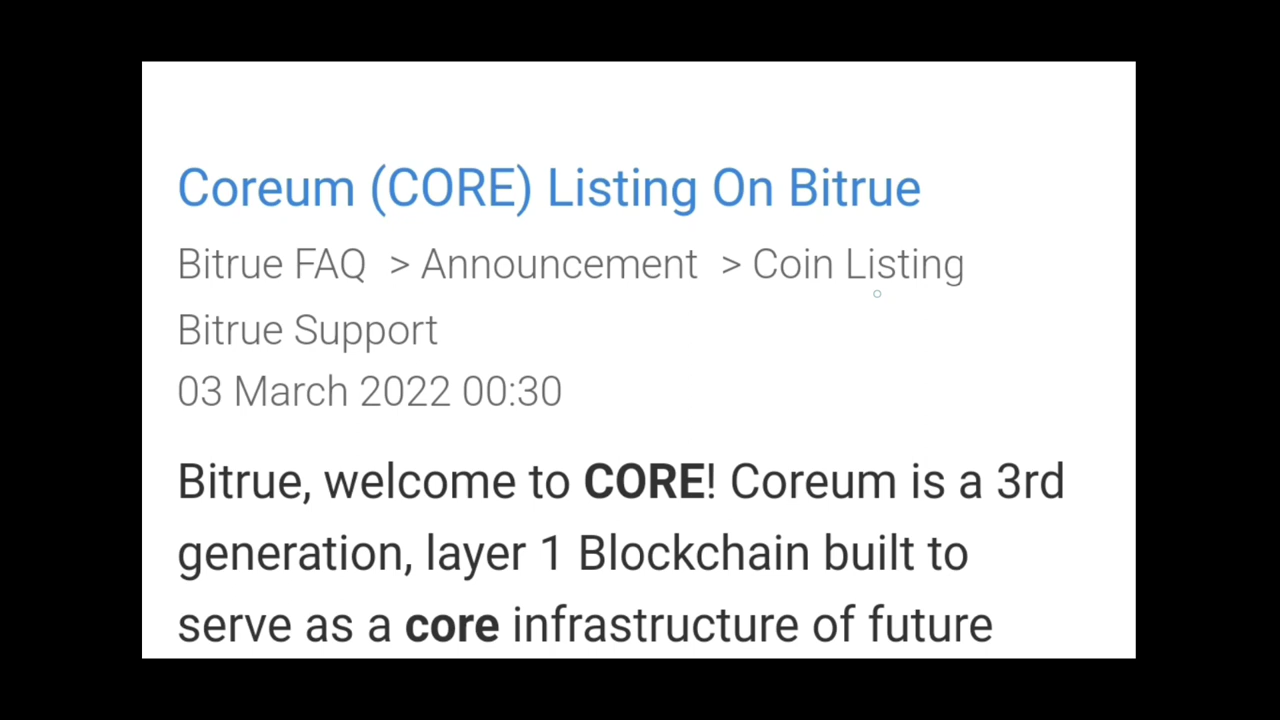 Coreum (CORE) Listing On Bitrue
Bitrue FAQ > Announcement > Coin Listing
Bitrue Support
03 March 2022 00:30
Bitrue, welcome to CORE! Coreum is a 3rd
generation, layer 1 Blockchain built to
serve as a core infrastructure of future